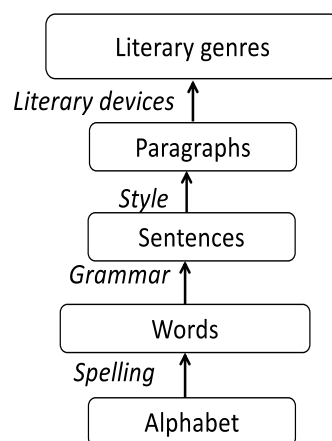 Literary genres
Literary devices
Paragraphs
Style
Sentences
Grammar
Words
Spelling
Alphabet